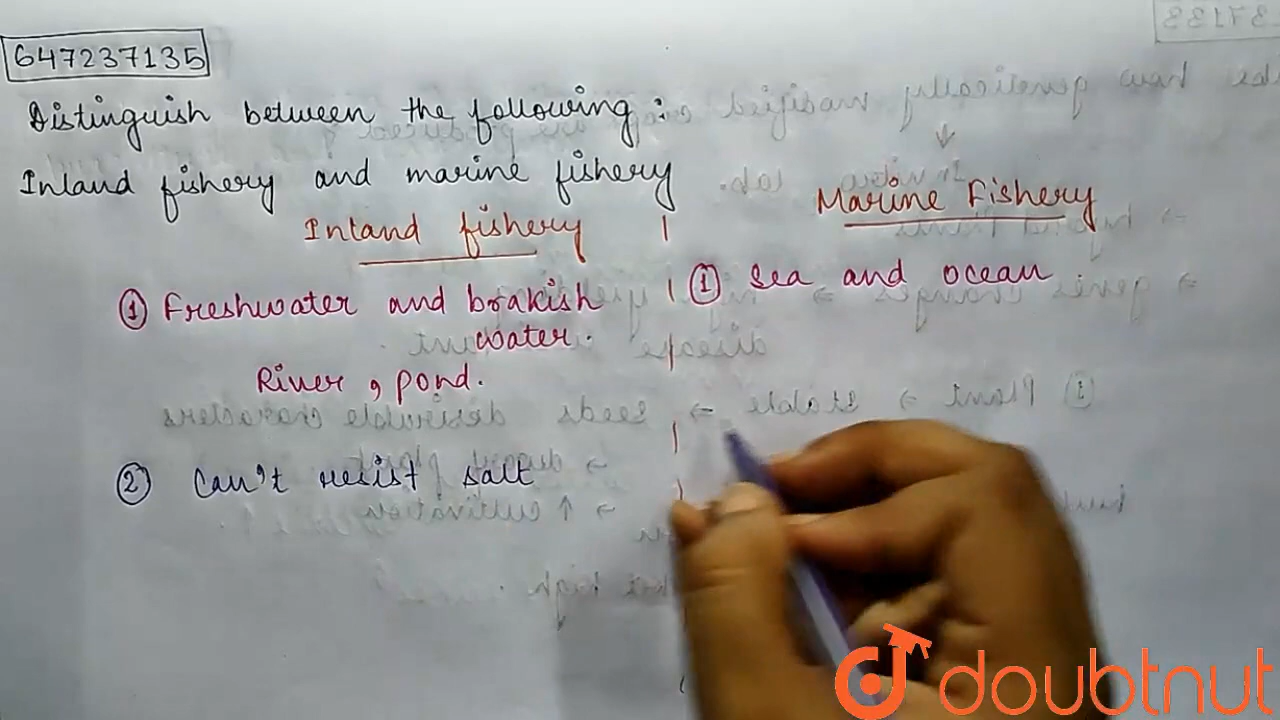 647237135
Distinguish between the following :
Inland fishery and marine fishery
Inland fishery
Marine Fishery
① Freshwater and brakish
water.
River, pond.
① Sea and ocean
② Can't resist salt
doubtnut